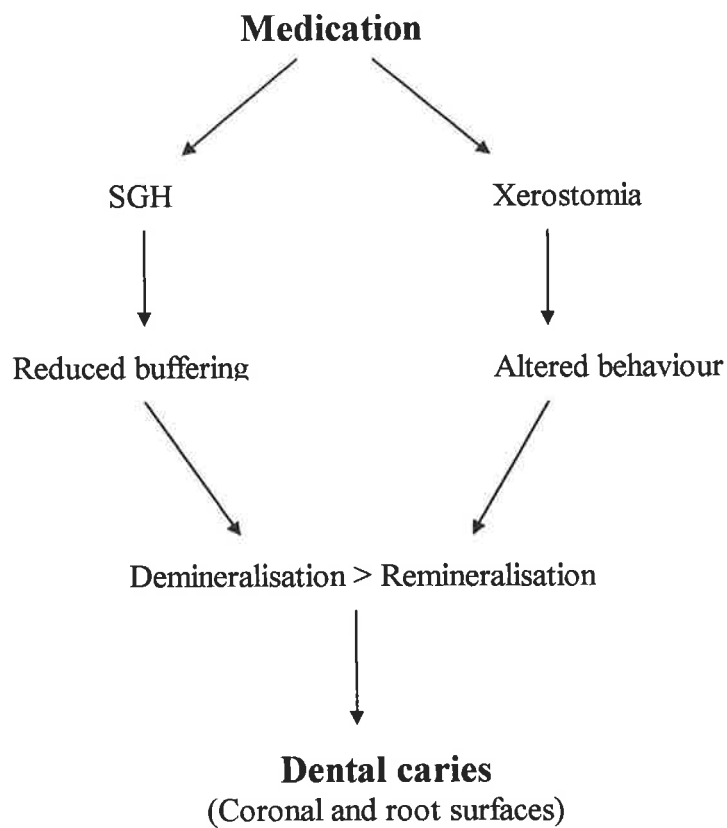 Medication
SGH
Xerostomia
Reduced buffering
Altered behaviour
Demineralisation > Remineralisation
Dental caries
(Coronal and root surfaces)